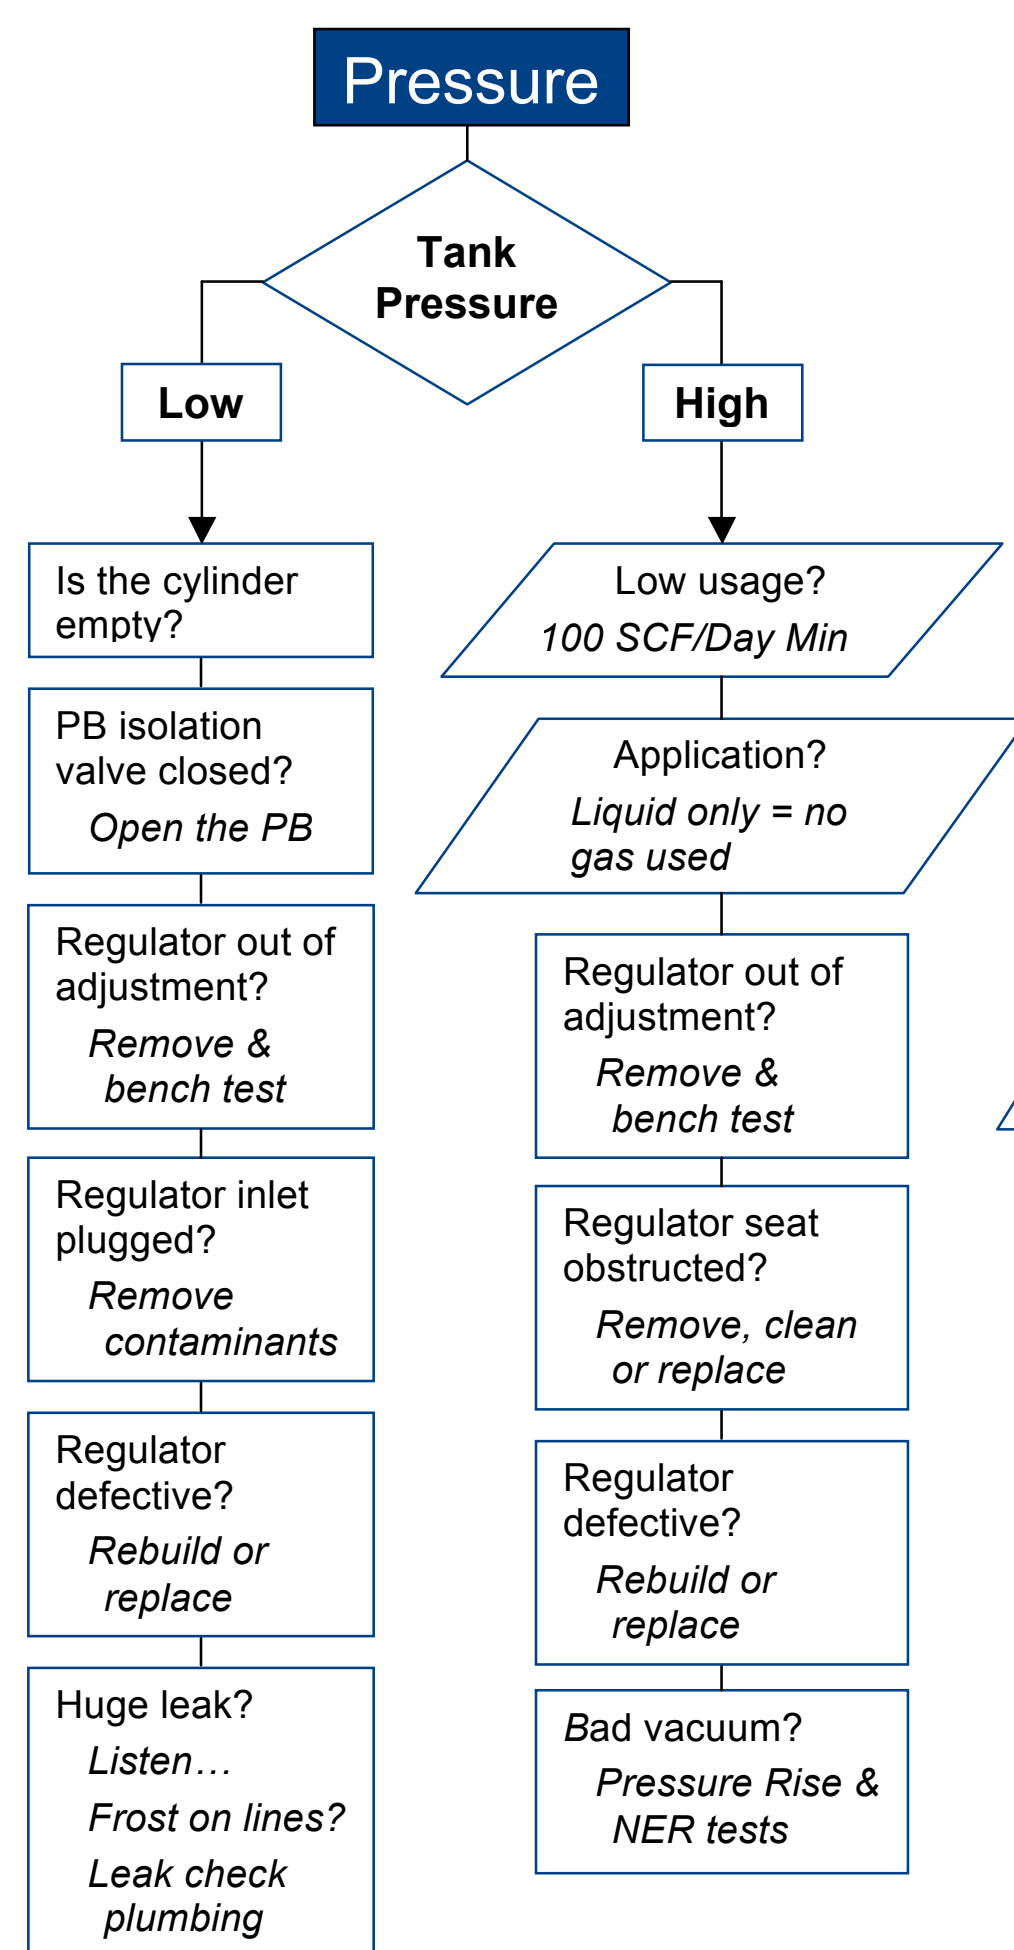 Pressure
Tank
Pressure
Low
High
Is the cylinder
empty?
PB isolation
valve closed?
Open the PB
Regulator out of
adjustment?
Remove &
bench test
Regulator inlet
plugged?
Remove
contaminants
Regulator
defective?
Rebuild or
replace
Huge leak?
Listen…
Frost on lines?
Leak check
plumbing
Low usage?
100 SCF/Day Min
Application?
Liquid only = no
gas used
Regulator out of
adjustment?
Remove &
bench test
Regulator seat
obstructed?
Remove, clean
or replace
Regulator
defective?
Rebuild or
replace
Bad vacuum?
Pressure Rise &
NER tests